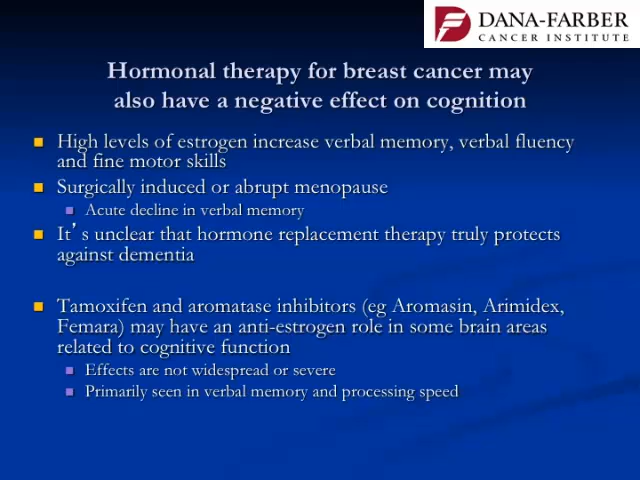 DANA-FARBER
CANCER INSTITUTE
Hormonal therapy for breast cancer may
also have a negative effect on cognition
High levels of estrogen increase verbal memory, verbal fluency
and fine motor skills
Surgically induced or abrupt menopause
Acute decline in verbal memory
It’s unclear that hormone replacement therapy truly protects
against dementia
Tamoxifen and aromatase inhibitors (eg Aromasin, Arimidex,
Femara) may have an anti-estrogen role in some brain areas
related to cognitive function
Effects are not widespread or severe
Primarily seen in verbal memory and processing speed